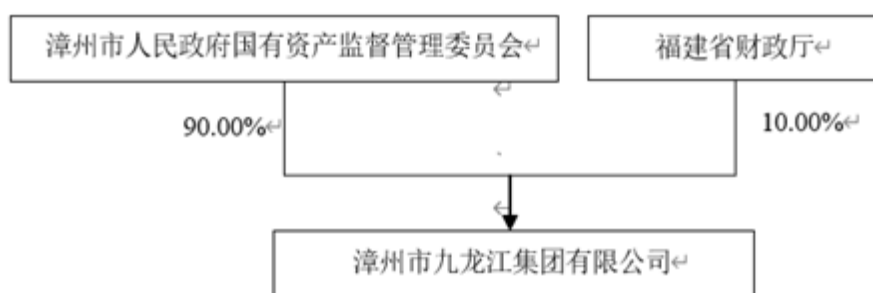 漳州市人民政府国有资产监督管理委员会↵
福建省财政厅↵
↵
90.00%↵
10.00%↵
↵
漳州市九龙江集团有限公司↵